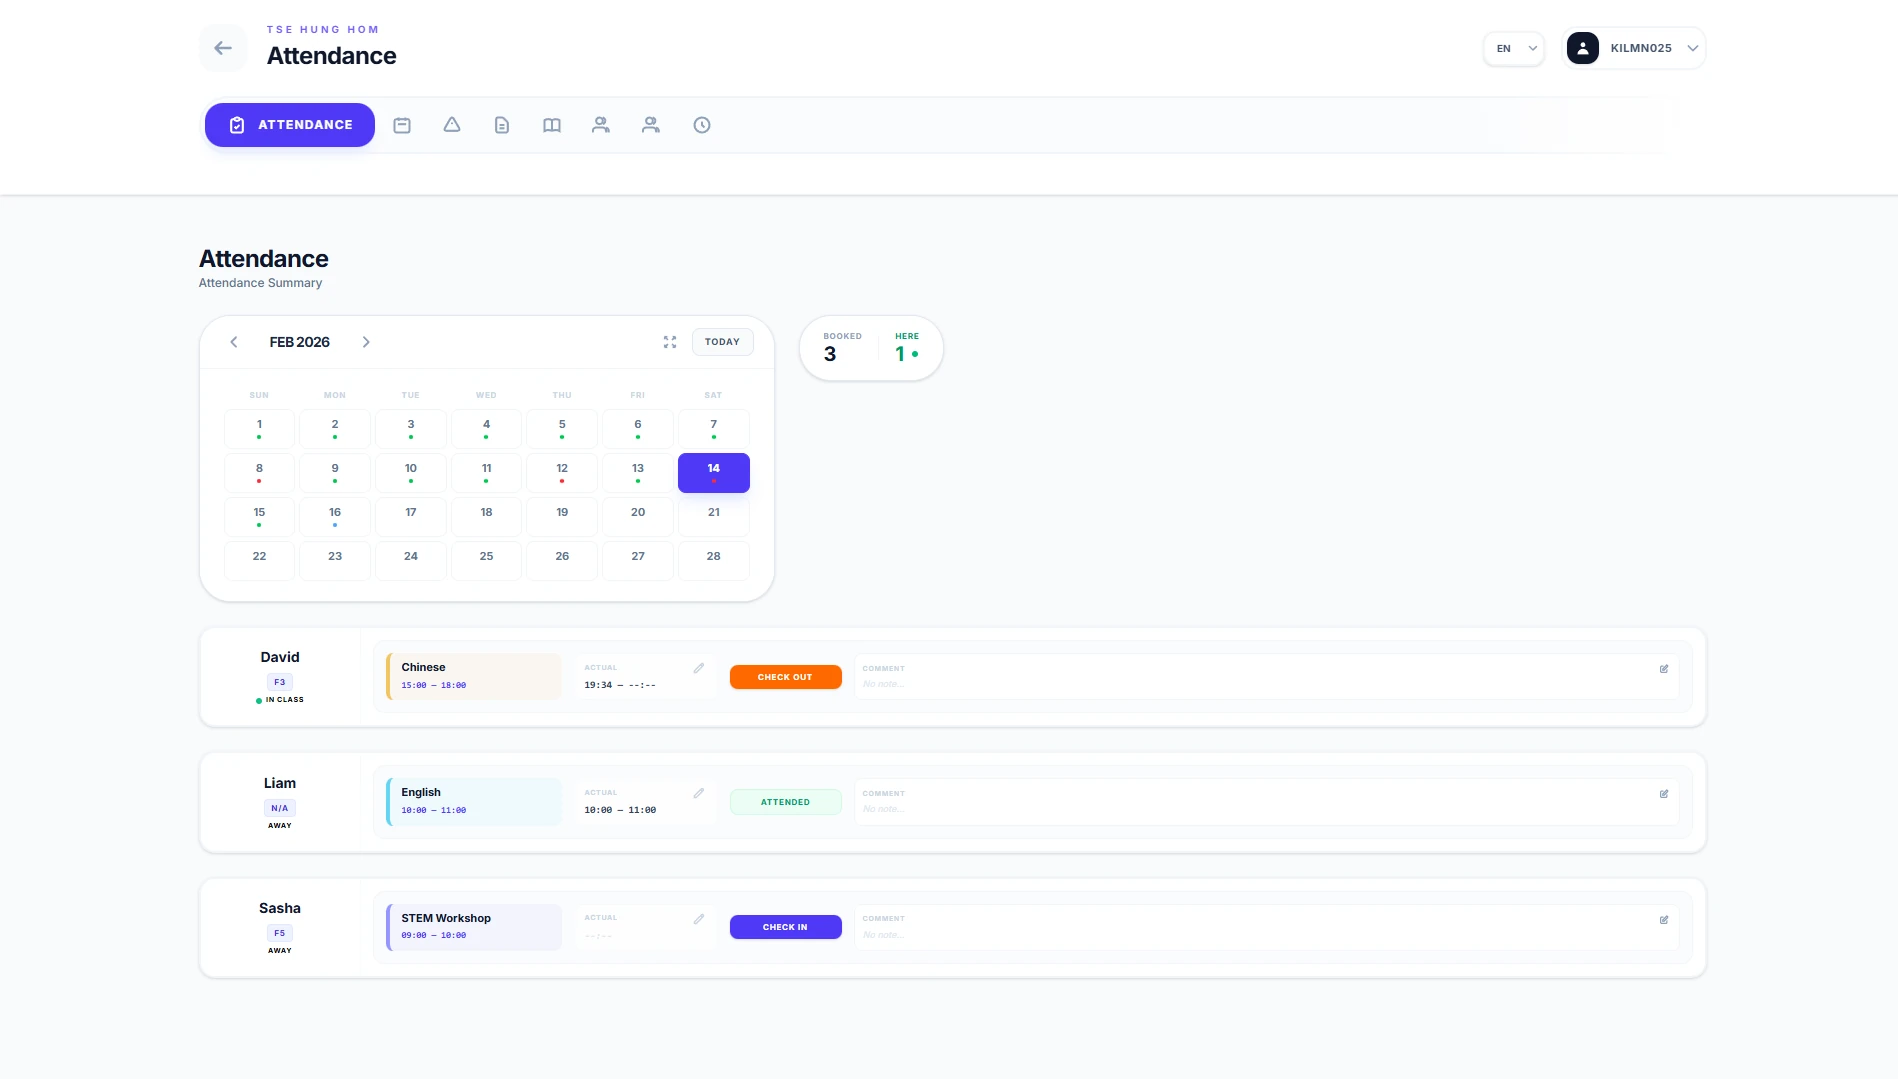 TSE HUNG HOM
Attendance
EN
KILMN025
ATTENDANCE
Attendance
Attendance Summary
FEB 2026
TODAY
BOOKED
3
HERE
1
SUN MON TUE WED THU FRI SAT
1 2 3 4 5 6 7
8 9 10 11 12 13 14
15 16 17 18 19 20 21
22 23 24 25 26 27 28
David
F3
IN CLASS
Chinese
15:00 – 18:00
ACTUAL
19:34 – --:--
CHECK OUT
COMMENT
No note...
Liam
N/A
AWAY
English
10:00 – 11:00
ACTUAL
10:00 – 11:00
ATTENDED
COMMENT
No note...
Sasha
F5
AWAY
STEM Workshop
09:00 – 10:00
ACTUAL
--:--
CHECK IN
COMMENT
No note...